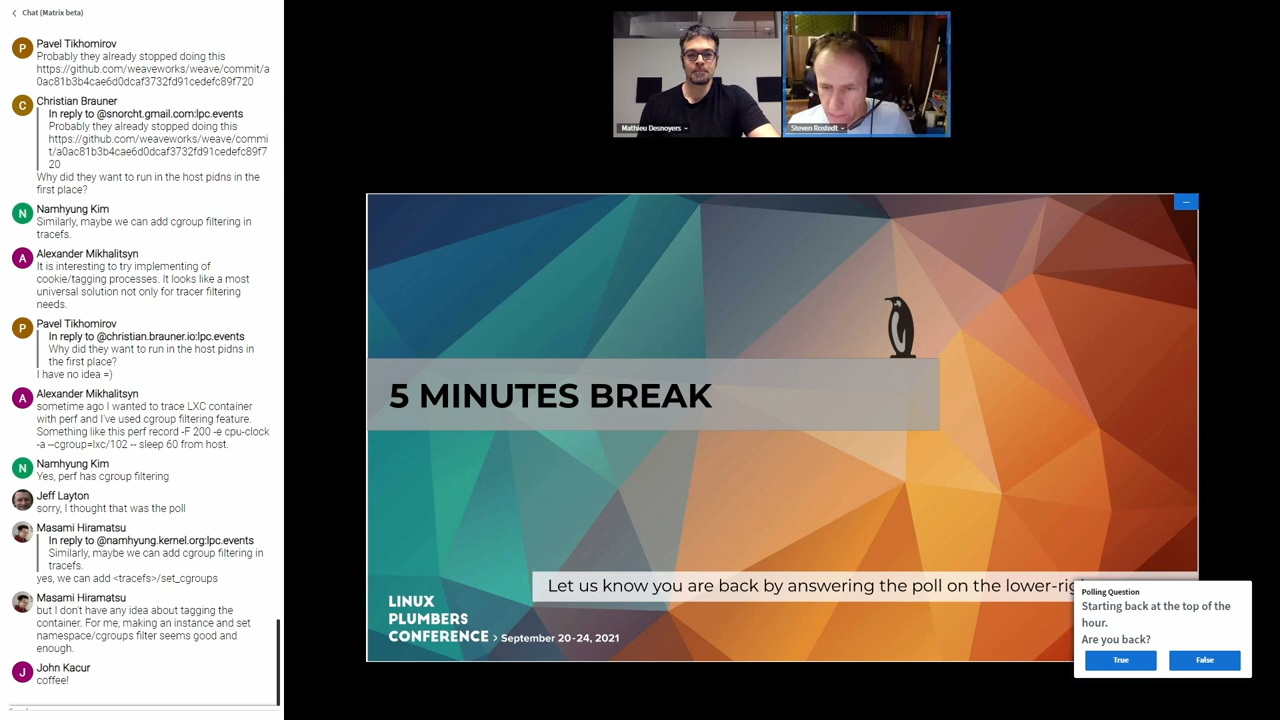 Chat (Matrix beta)
Pavel Tikhomirov
Probably they already stopped doing this
https://github.com/weaveworks/weave/commit/a
0ac81b3b4cae6d0dcaf3732fd91cedefc89f720
Christian Brauner
In reply to @snorcht.gmail.com:lpc.events
Probably they already stopped doing this
https://github.com/weaveworks/weave/commi
t/a0ac81b3b4cae6d0dcaf3732fd91cedefc89f7
20
Why did they want to run in the host pidns in the
first place?
Namhyung Kim
Similarly, maybe we can add cgroup filtering in
tracefs.
Alexander Mikhalitsyn
It is interesting to try implementing of
cookie/tagging processes. It looks like a most
universal solution not only for tracer filtering
needs.
Pavel Tikhomirov
In reply to @christian.brauner.io:lpc.events
Why did they want to run in the host pidns in
the first place?
I have no idea =)
Alexander Mikhalitsyn
sometime ago I wanted to trace LXC container
with perf and I've used cgroup filtering feature.
Something like this perf record -F 200 -e cpu-clock
-a --cgroup=lxc/102 -- sleep 60 from host.
Namhyung Kim
Yes, perf has cgroup filtering
Jeff Layton
sorry, I thought that was the poll
Masami Hiramatsu
In reply to @namhyung.kernel.org:lpc.events
Similarly, maybe we can add cgroup filtering in
tracefs.
yes, we can add <tracefs>/set_cgroups
Masami Hiramatsu
but I don't have any idea about tagging the
container. For me, making an instance and set
namespace/cgroups filter seems good and
enough.
John Kacur
coffee!
P
C
N
A
P
A
N
J
Mathieu Desnoyers
Steven Rostedt
5 MINUTES BREAK
Let us know you are back by answering the poll on the lower-ri
LINUX
PLUMBERS
CONFERENCE > September 20-24, 2021
Polling Question
Starting back at the top of the
hour.
Are you back?
True
False